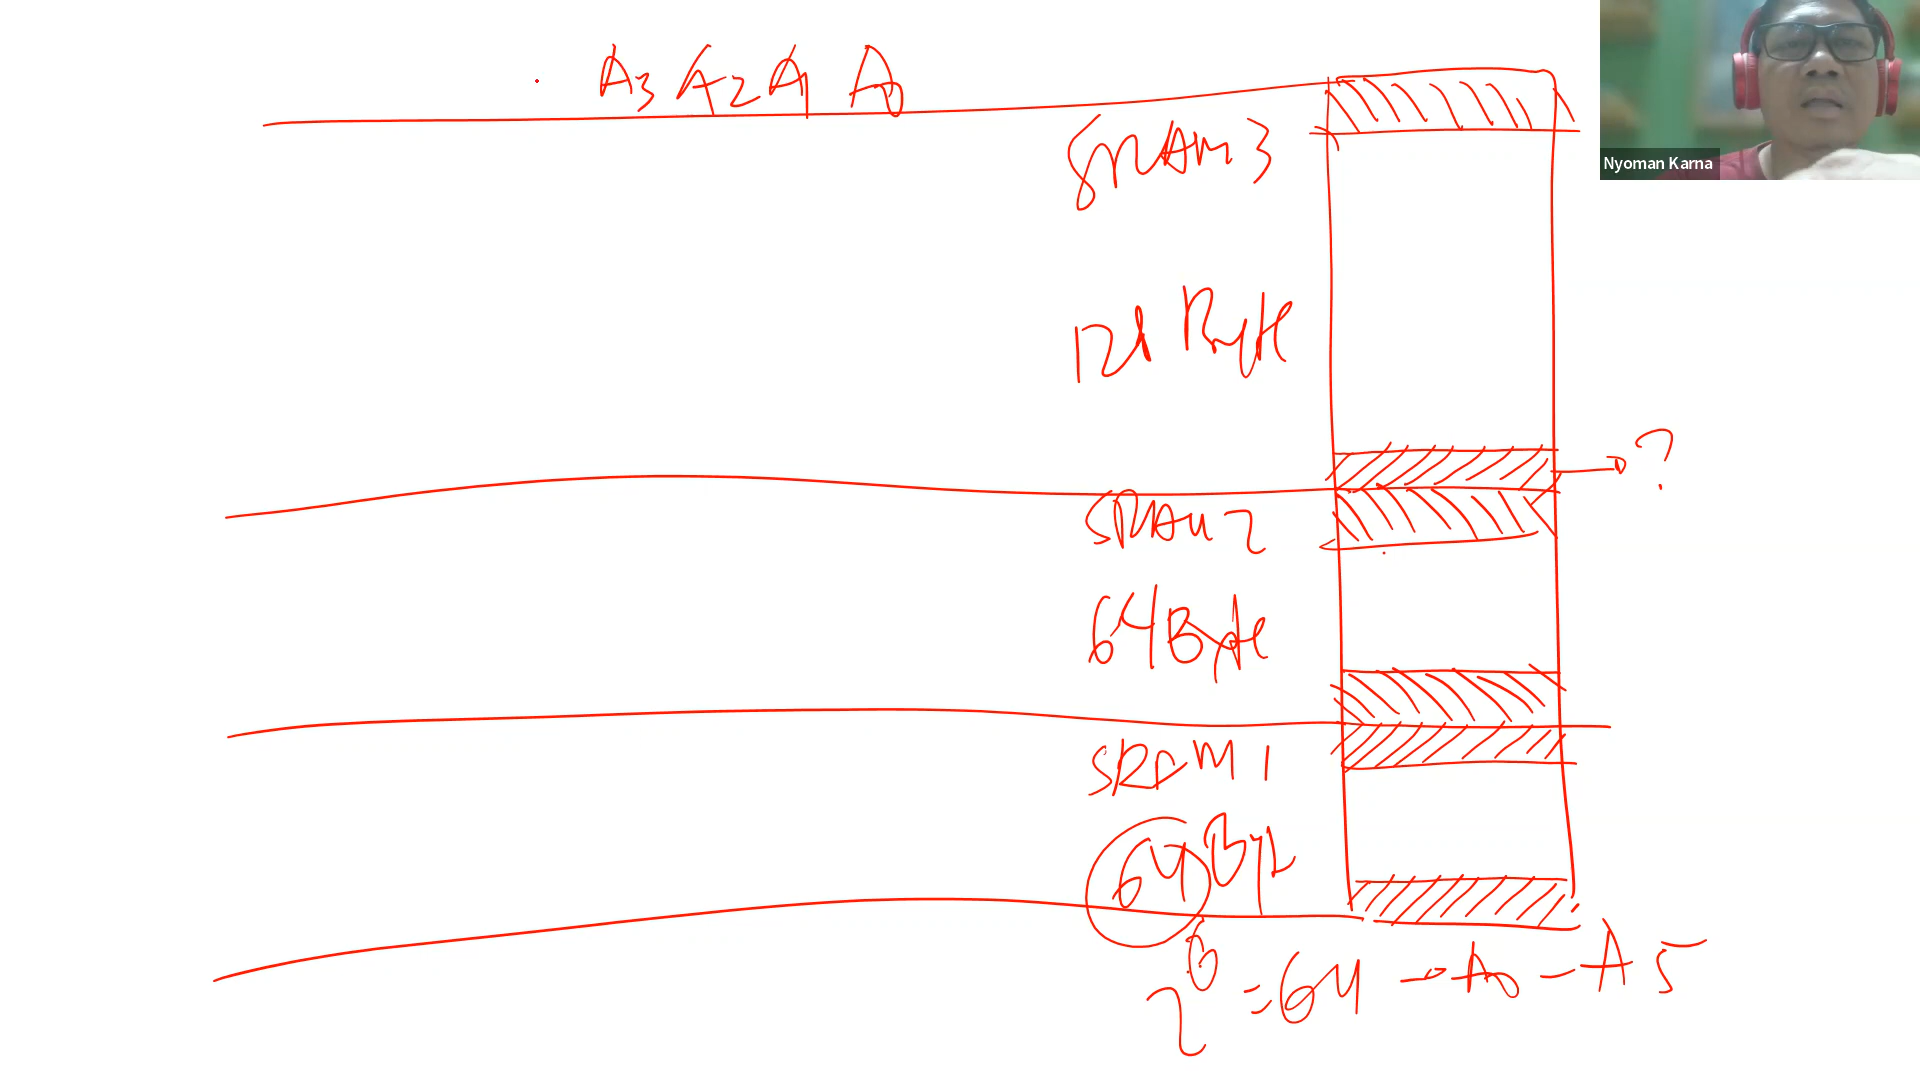 A3 A2 A1 A0
Nyoman Karna
SRAM 3
128 Byte
?
SRAM 2
64 Byte
SRAM 1
64 Byte
2^6 = 64 → A0 - A5